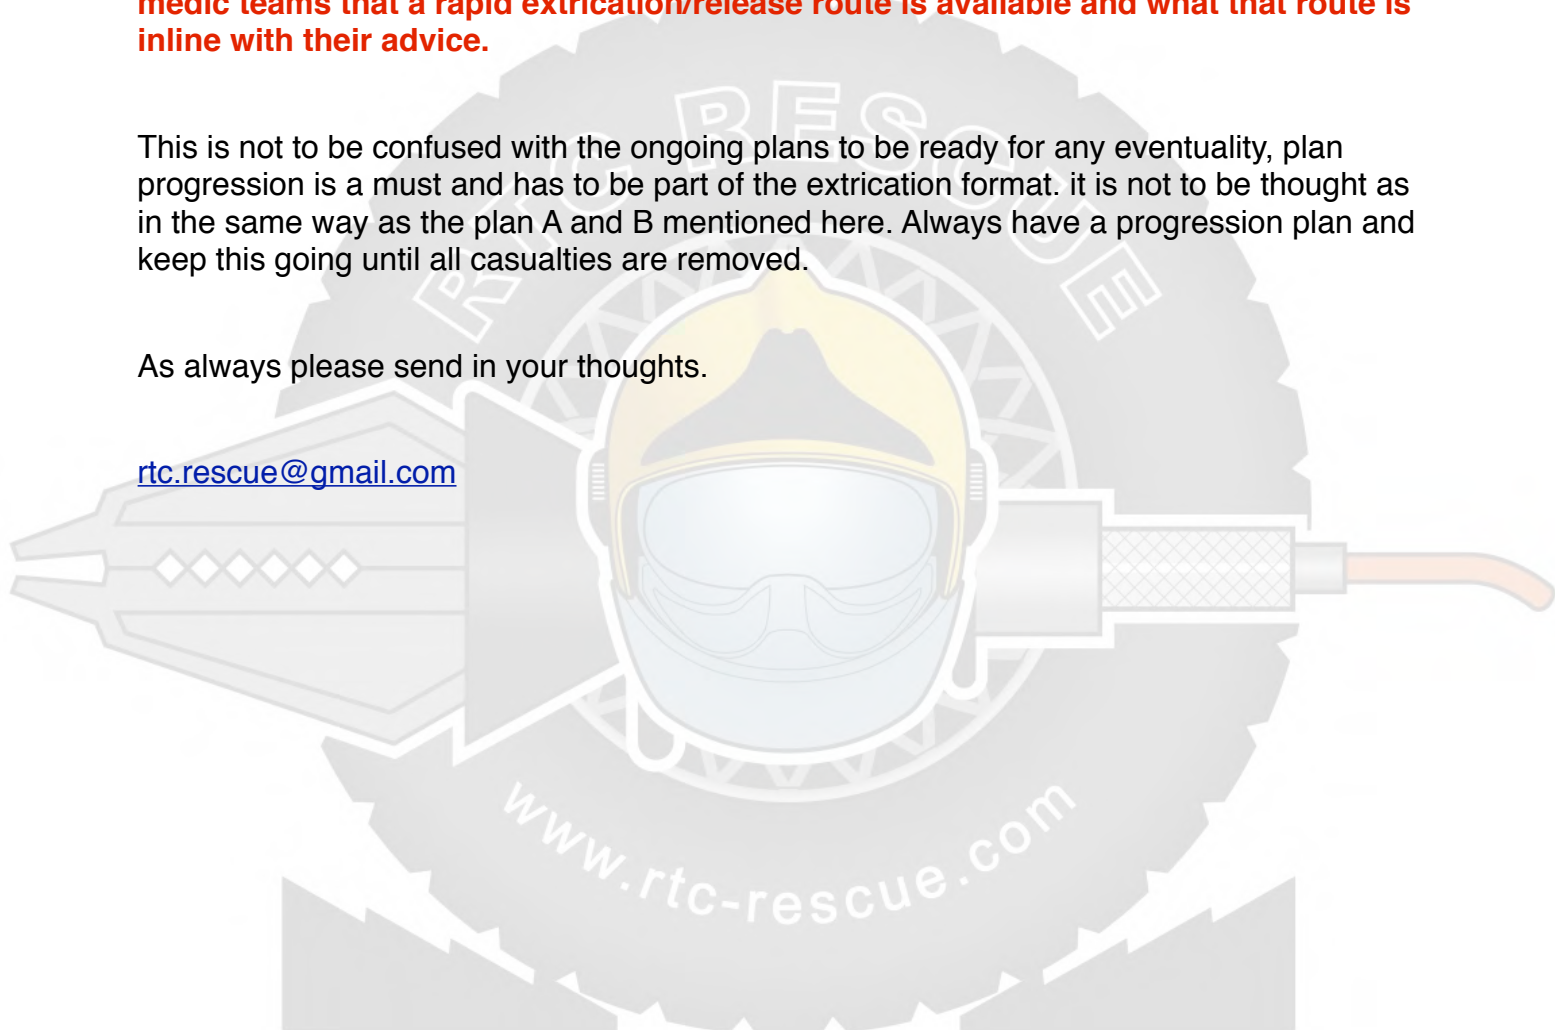 medic teams that a rapid extrication/release route is available and what that route is
inline with their advice.
This is not to be confused with the ongoing plans to be ready for any eventuality, plan
progression is a must and has to be part of the extrication format. it is not to be thought as
in the same way as the plan A and B mentioned here. Always have a progression plan and
keep this going until all casualties are removed.
As always please send in your thoughts.
rtc.rescue@gmail.com
RTC RESCUE
www.rtc-rescue.com